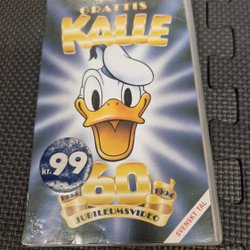 GRATTIS
KALLE
kr. 99
60
JUBILEUMSVIDEO
SVENSKT TAL